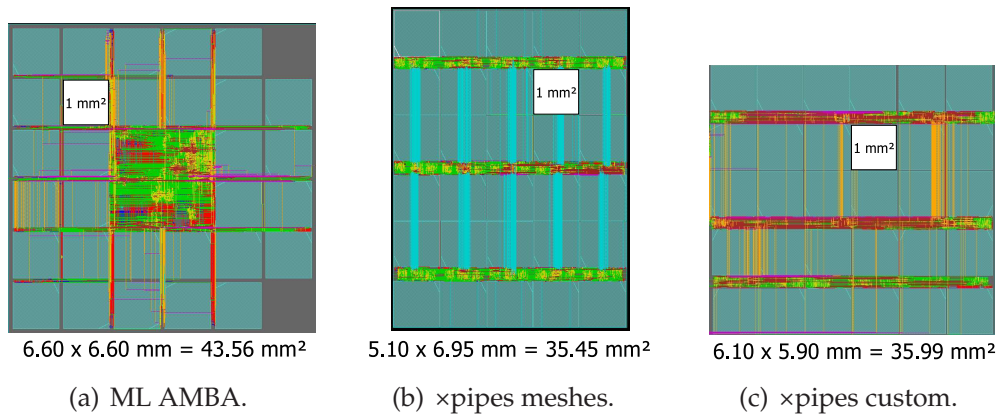 1 mm²
1 mm²
1 mm²
6.60 x 6.60 mm = 43.56 mm²
5.10 x 6.95 mm = 35.45 mm²
6.10 x 5.90 mm = 35.99 mm²
(a) ML AMBA.
(b) ×pipes meshes.
(c) ×pipes custom.